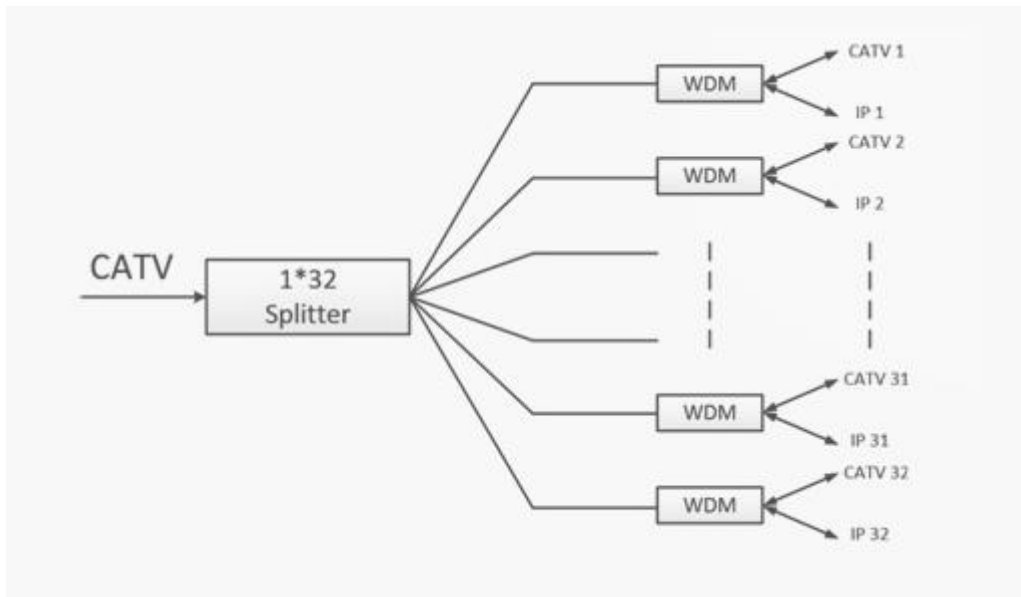 CATV
1*32
Splitter
WDM
CATV 1
IP 1
WDM
CATV 2
IP 2
WDM
CATV 31
IP 31
WDM
CATV 32
IP 32